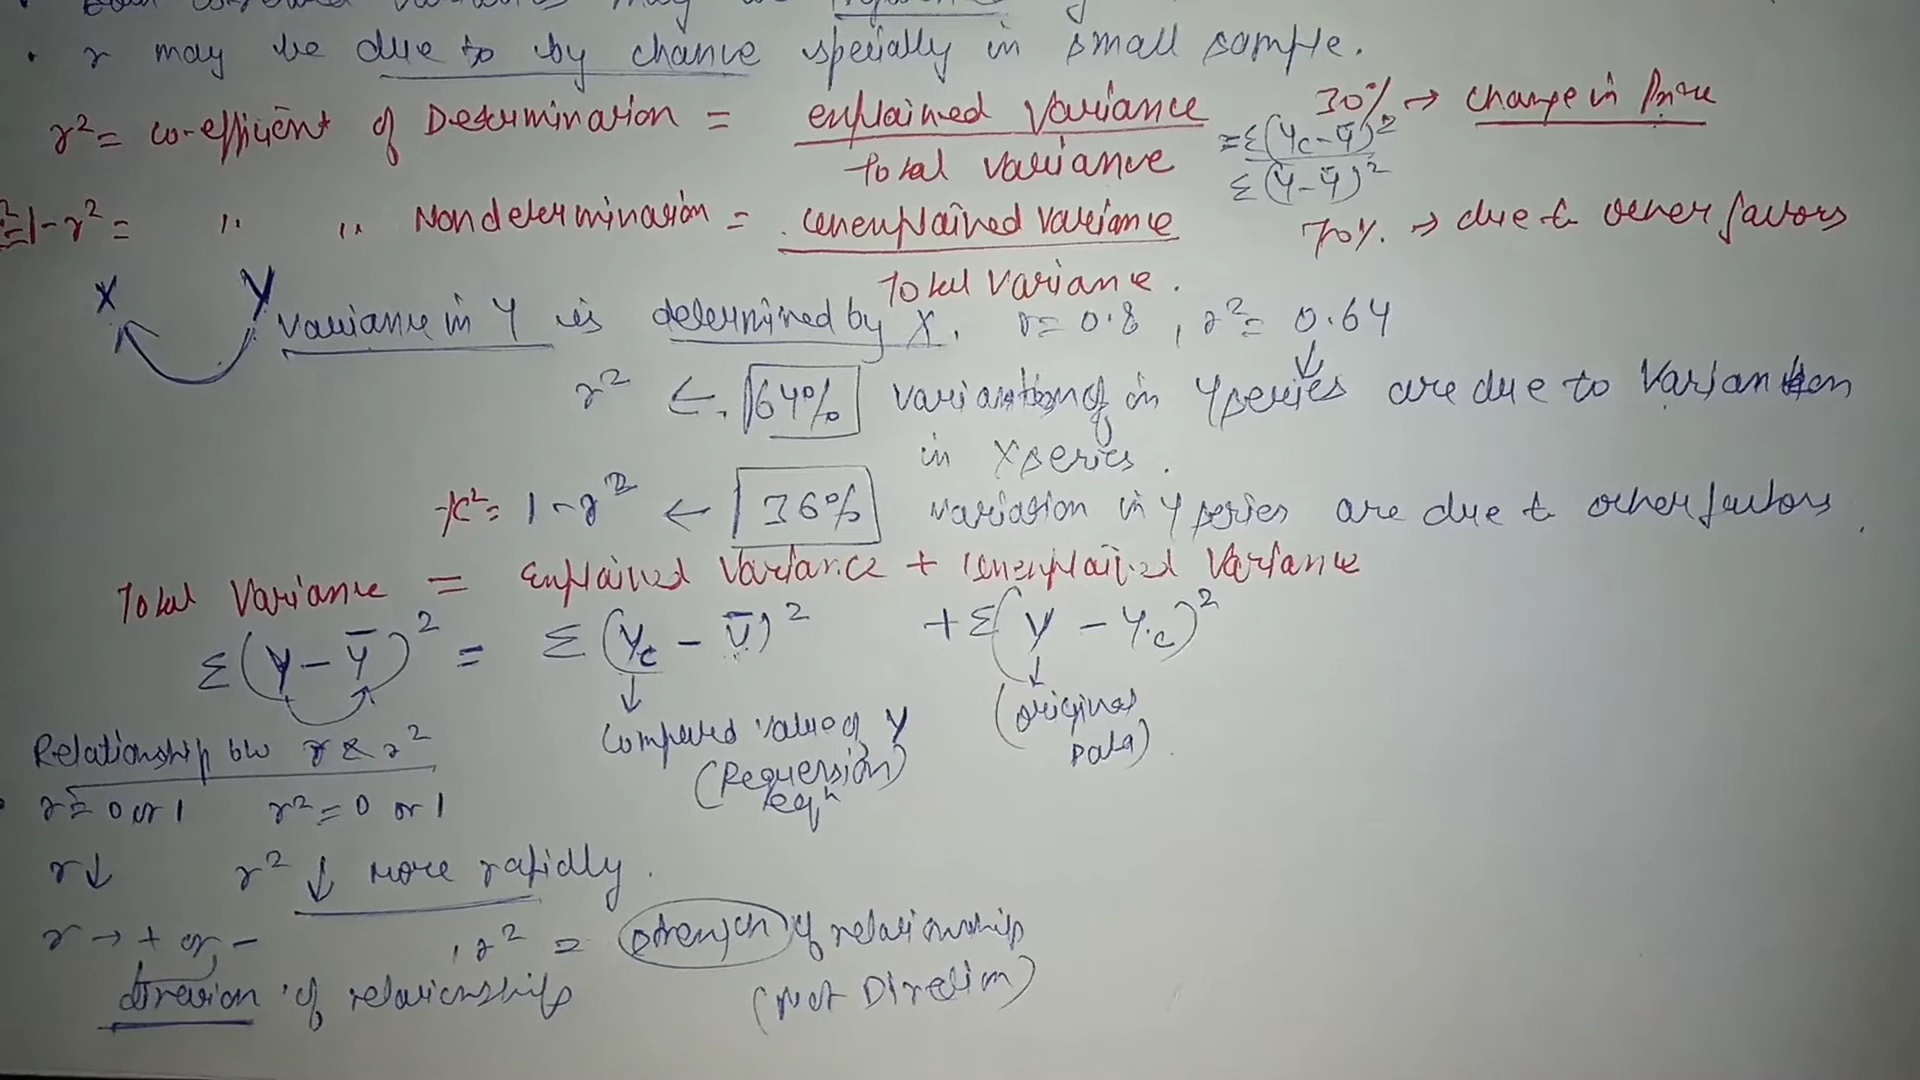 may be
• r may be due to by chance specially in small sample.
r² = co-efficient of Determination = explained Variance / Total Variance
= Σ(Yc-Ȳ)² / Σ(Y-Ȳ)²
30% → change in Price
1-r² = " " Nondetermination = unexplained variance / Total Variance.
70% → due to other factors
X Y
variance in Y is determined by X. r = 0.8, r² = 0.64
r² ← 64% in Y series are due to Variation
in X series.
k² = 1-r² ← 36% variation in Y series are due to other factors.
Total Variance = Explained Variance + Unexplained Variance
Σ(Y-Ȳ)² = Σ(Yc-Ȳ)² + Σ(Y-Yc)²
Computed value of Y
(Regression
eqⁿ)
(original
Data)
Relationship b/w r & r²
r = 0 or 1 r² = 0 or 1
r↓ r² ↓ more rapidly.
r → + or - , r² = strength of relationship
direction of relationship (Not Direction)